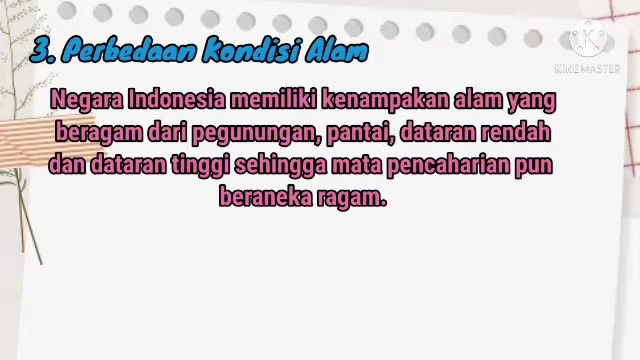 3. Perbedaan Kondisi Alam
KINEMASTER
Negara Indonesia memiliki kenampakan alam yang
beragam dari pegunungan, pantai, dataran rendah
dan dataran tinggi sehingga mata pencaharian pun
beraneka ragam.